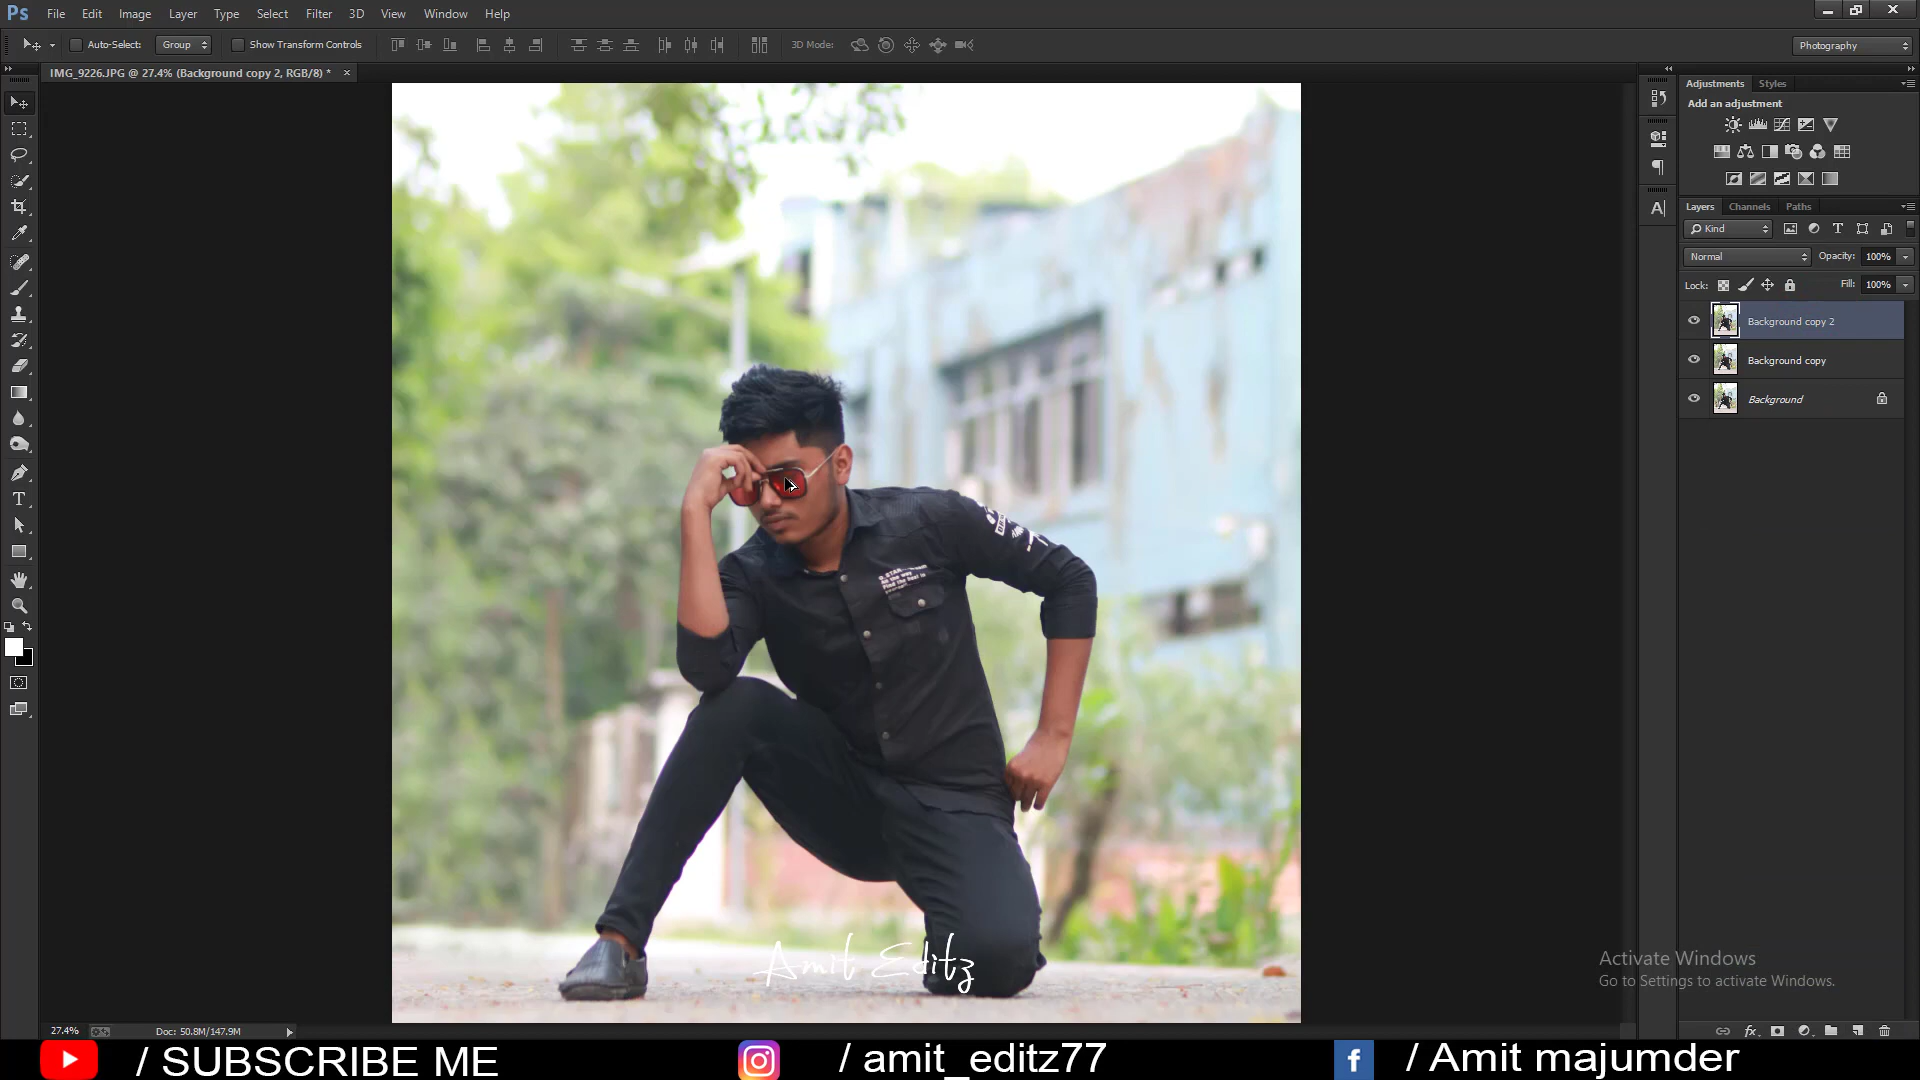 Ps File Edit Image Layer Type Select Filter 3D View Window Help
Auto-Select: Group Show Transform Controls 3D Mode: Photography
IMG_9226.JPG @ 27.4% (Background copy 2, RGB/8) * ×
Adjustments Styles
Add an adjustment
Layers Channels Paths
Kind
Normal Opacity: 100%
Lock: Fill: 100%
Background copy 2
Background copy
Background
Amit Editz
Activate Windows
Go to Settings to activate Windows.
27.4% Doc: 50.8M/147.9M
/ SUBSCRIBE ME / amit_editz77 / Amit majumder